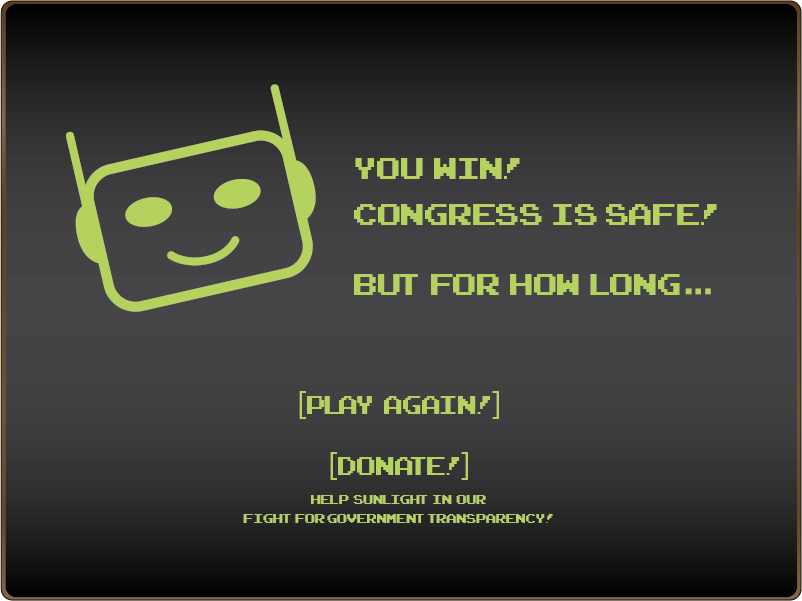 YOU WIN!
CONGRESS IS SAFE!
BUT FOR HOW LONG...
[PLAY AGAIN!]
[DONATE!]
HELP SUNLIGHT IN OUR
FIGHT FOR GOVERNMENT TRANSPARENCY!